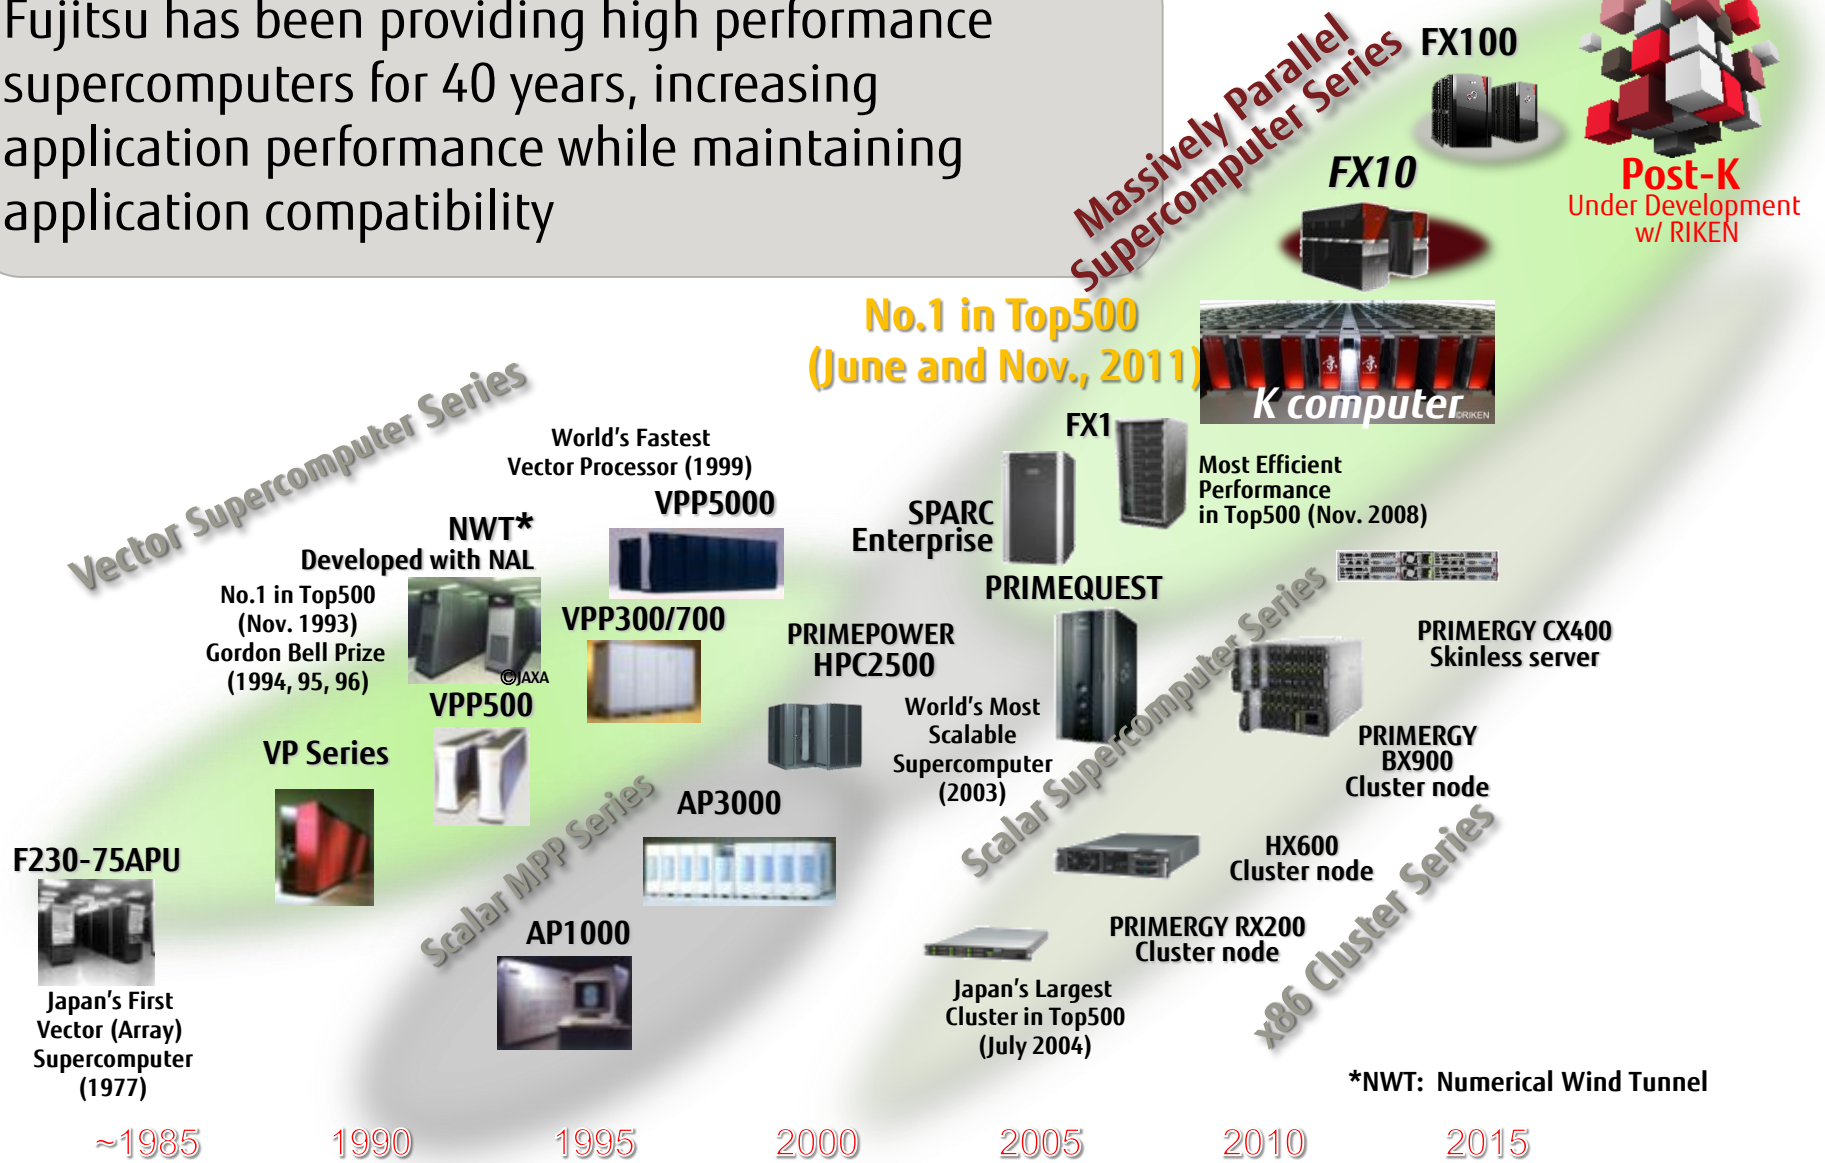 Fujitsu has been providing high performance
supercomputers for 40 years, increasing
application performance while maintaining
application compatibility
Massively Parallel
Supercomputer Series
FX100
Post-K
Under Development
w/ RIKEN
FX10
No.1 in Top500
(June and Nov., 2011)
K computer
©RIKEN
Vector Supercomputer Series
World's Fastest
Vector Processor (1999)
VPP5000
FX1
Most Efficient
Performance
in Top500 (Nov. 2008)
SPARC
Enterprise
NWT*
Developed with NAL
No.1 in Top500
(Nov. 1993)
Gordon Bell Prize
(1994, 95, 96)
©JAXA
VPP300/700
PRIMEQUEST
PRIMEPOWER
HPC2500
World's Most
Scalable
Supercomputer
(2003)
PRIMERGY CX400
Skinless server
VPP500
VP Series
PRIMERGY
BX900
Cluster node
Scalar Supercomputer Series
Scalar MPP Series
AP3000
F230-75APU
Japan's First
Vector (Array)
Supercomputer
(1977)
HX600
Cluster node
AP1000
PRIMERGY RX200
Cluster node
Japan's Largest
Cluster in Top500
(July 2004)
x86 Cluster Series
*NWT: Numerical Wind Tunnel
~1985 1990 1995 2000 2005 2010 2015